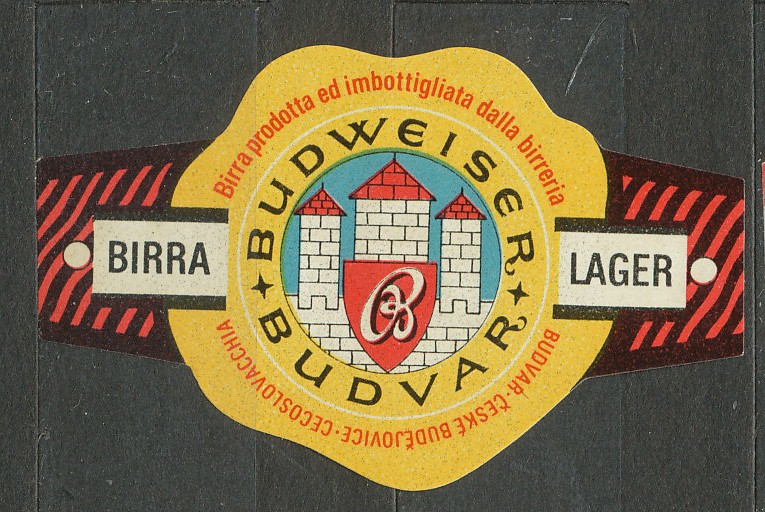 Birra prodotta ed imbottigliata dalla birreria
BUDWEISER
BIRRA
LAGER
B
BUDVAR
BUDVAR·ČESKÉ BUDĚJOVICE·CECOSLOVACCHIA